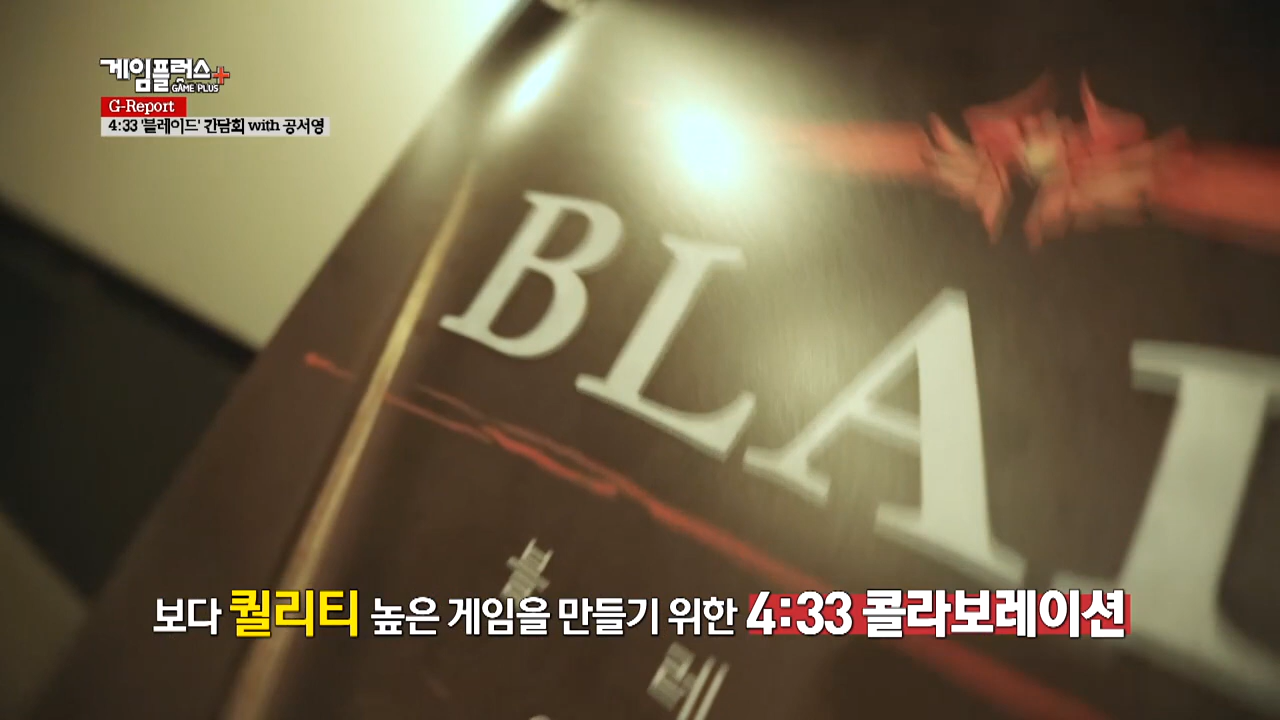 게임플러스+
GAME PLUS
G-Report
4:33 '블레이드' 간담회 with 공서영
BLA
블
레
보다 퀄리티 높은 게임을 만들기 위한 4:33 콜라보레이션